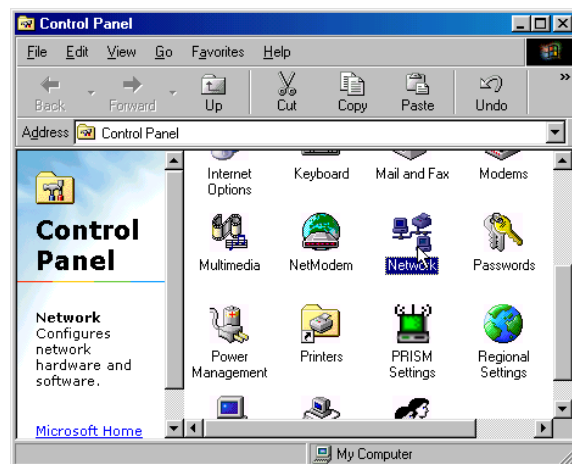 Control Panel
File Edit View Go Favorites Help
Back Forward Up Cut Copy Paste Undo »
Address Control Panel
Control
Panel
Network
Configures
network
hardware and
software.
Microsoft Home
Internet Options
Keyboard
Mail and Fax
Modems
Multimedia
NetModem
Network
Passwords
Power Management
Printers
PRISM Settings
Regional Settings
My Computer